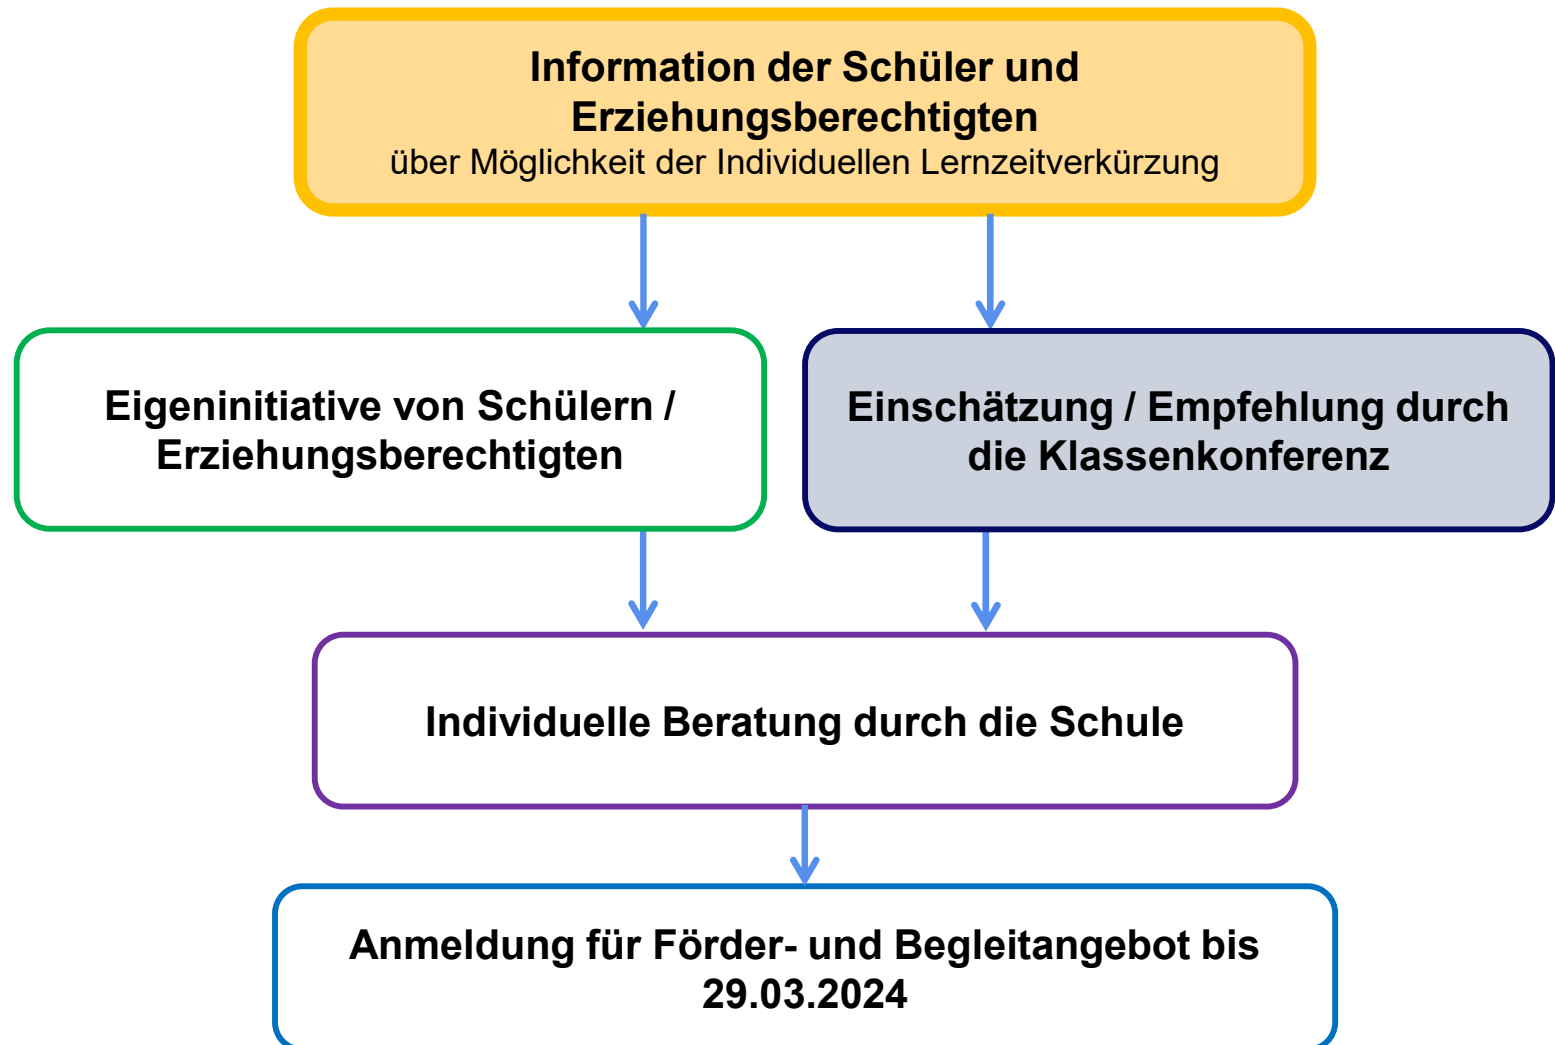 Information der Schüler und
Erziehungsberechtigten
über Möglichkeit der Individuellen Lernzeitverkürzung
Eigeninitiative von Schülern /
Erziehungsberechtigten
Einschätzung / Empfehlung durch
die Klassenkonferenz
Individuelle Beratung durch die Schule
Anmeldung für Förder- und Begleitangebot bis
29.03.2024